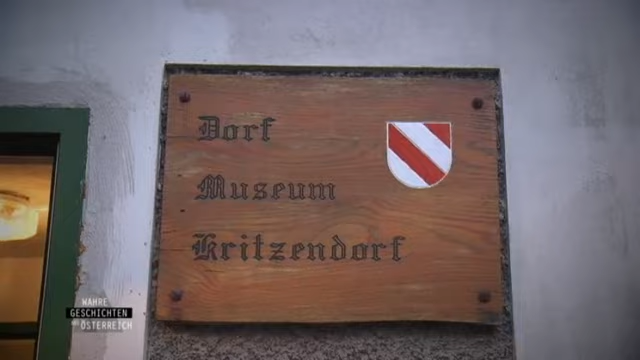 Dorf
Museum
Kritzendorf
WAHRE
GESCHICHTEN
ÖSTERREICH